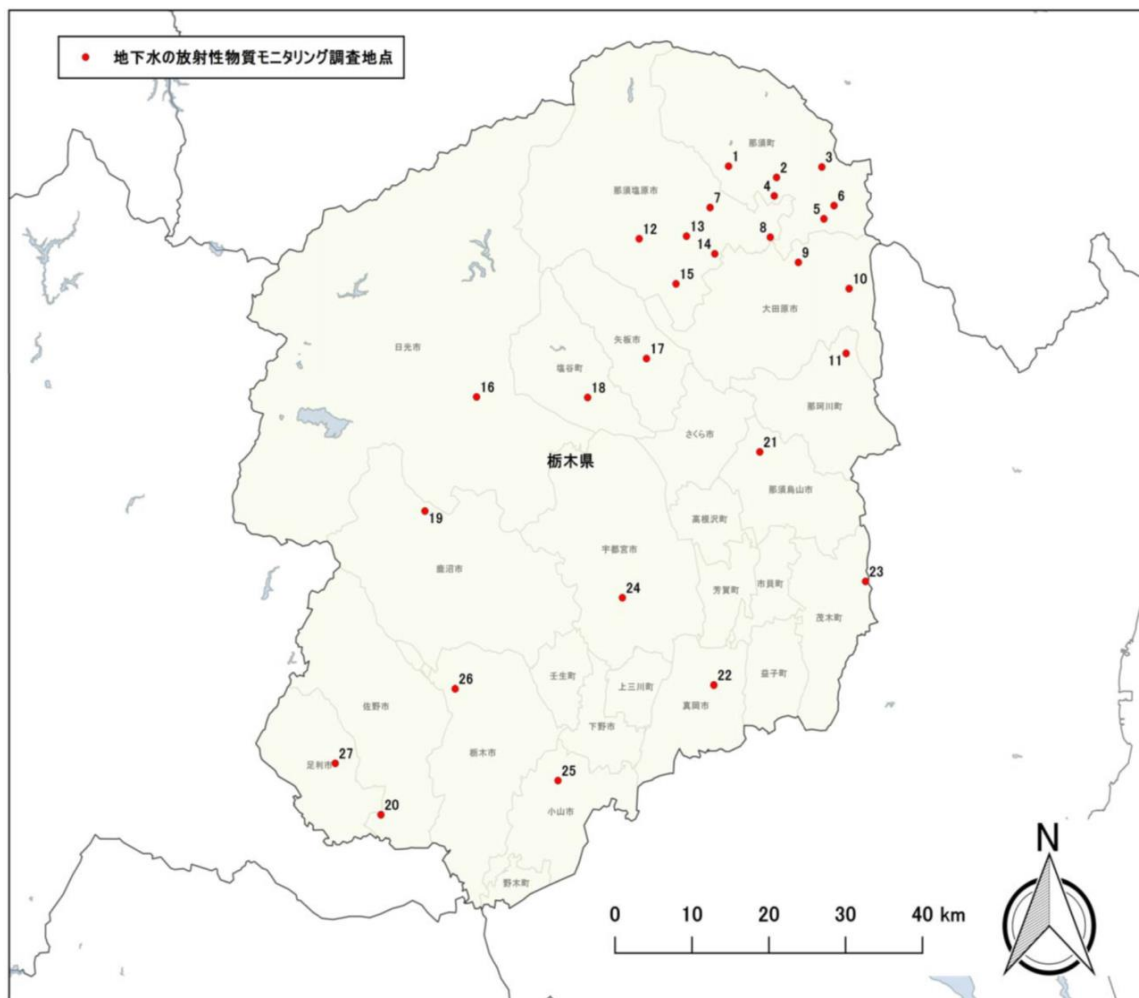 地下水の放射性物質モニタリング調査地点
那須町
1
2
3
4
那須塩原市
7
6
5
12
13
8
14
9
15
10
大田原市
日光市
矢板市
17
11
塩谷町
16
18
那珂川町
さくら市
21
栃木県
那須烏山市
19
高根沢町
宇都宮市
鹿沼市
23
24
芳賀町
市貝町
茂木町
26
壬生町
上三川町
22
益子町
佐野市
真岡市
下野市
栃木市
27
足利市
25
20
小山市
野木町
N
0 10 20 30 40 km